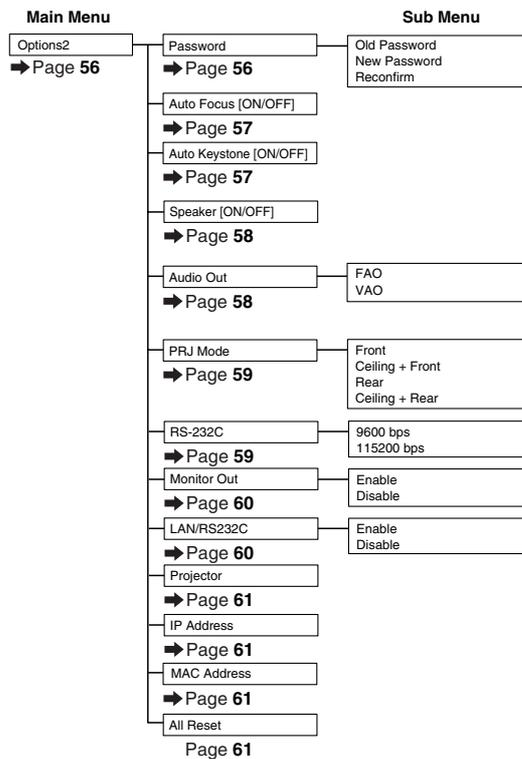 Main Menu Sub Menu
Options2
➡ Page 56
Password
➡ Page 56
Old Password
New Password
Reconfirm
Auto Focus [ON/OFF]
➡ Page 57
Auto Keystone [ON/OFF]
➡ Page 57
Speaker [ON/OFF]
➡ Page 58
Audio Out
➡ Page 58
FAO
VAO
PRJ Mode
➡ Page 59
Front
Ceiling + Front
Rear
Ceiling + Rear
RS-232C
➡ Page 59
9600 bps
115200 bps
Monitor Out
➡ Page 60
Enable
Disable
LAN/RS232C
➡ Page 60
Enable
Disable
Projector
➡ Page 61
IP Address
➡ Page 61
MAC Address
➡ Page 61
All Reset
Page 61